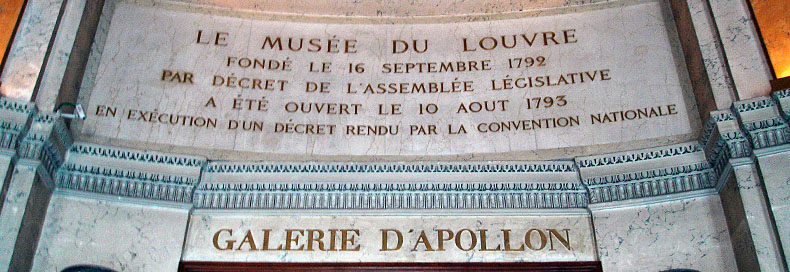 LE MUSÉE DU LOUVRE
FONDÉ LE 16 SEPTEMBRE 1792
PAR DÉCRET DE L'ASSEMBLÉE LÉGISLATIVE
A ÉTÉ OUVERT LE 10 AOUT 1793
EN EXÉCUTION D'UN DÉCRET RENDU PAR LA CONVENTION NATIONALE
GALERIE D'APOLLON